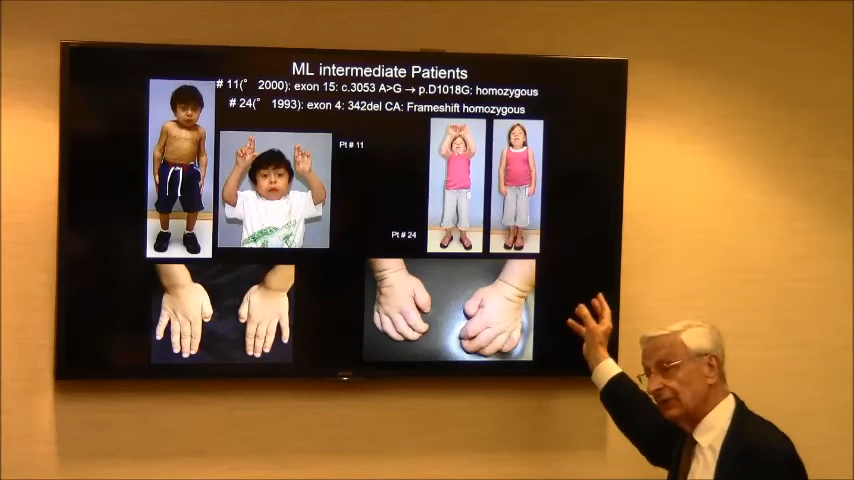 ML intermediate Patients
# 11(° 2000): exon 15: c.3053 A>G → p.D1018G: homozygous
# 24(° 1993): exon 4: 342del CA: Frameshift homozygous
Pt # 11
Pt # 24